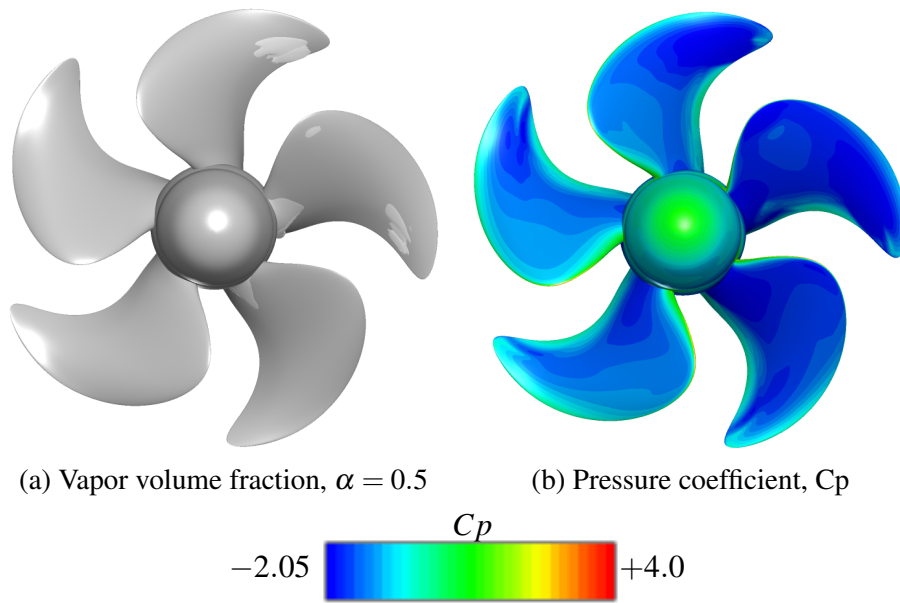 (a) Vapor volume fraction, α = 0.5
(b) Pressure coefficient, Cp
Cp
−2.05
+4.0